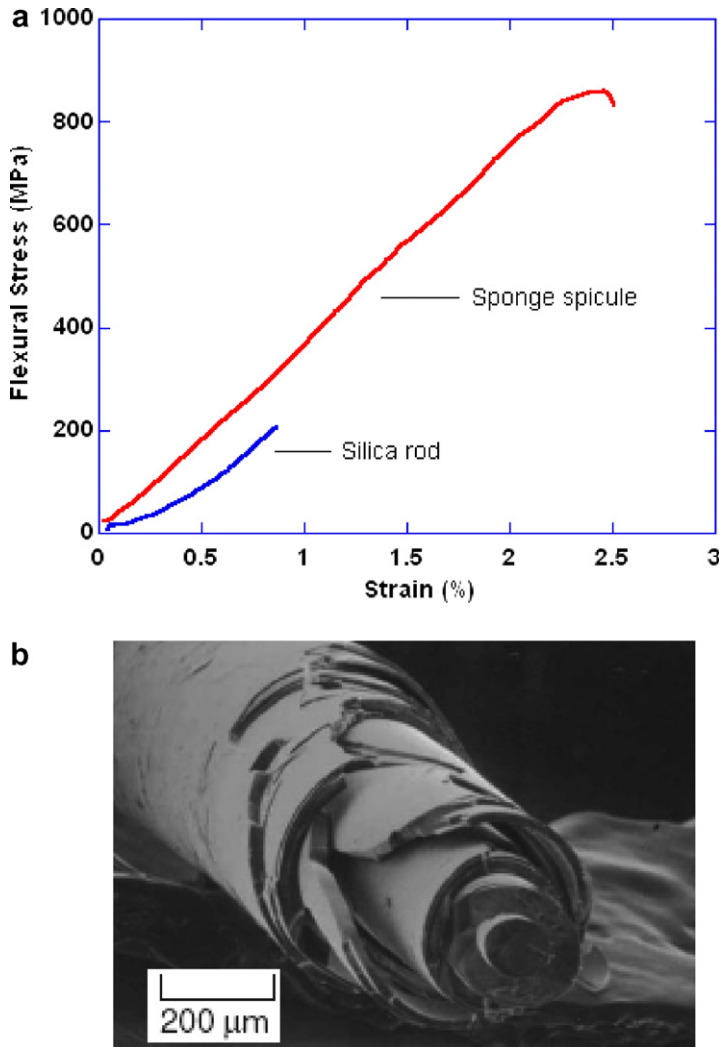 a
1000
800
600
400
200
0
Flexural Stress (MPa)
Sponge spicule
Silica rod
0 0.5 1 1.5 2 2.5 3
Strain (%)
b
200 μm